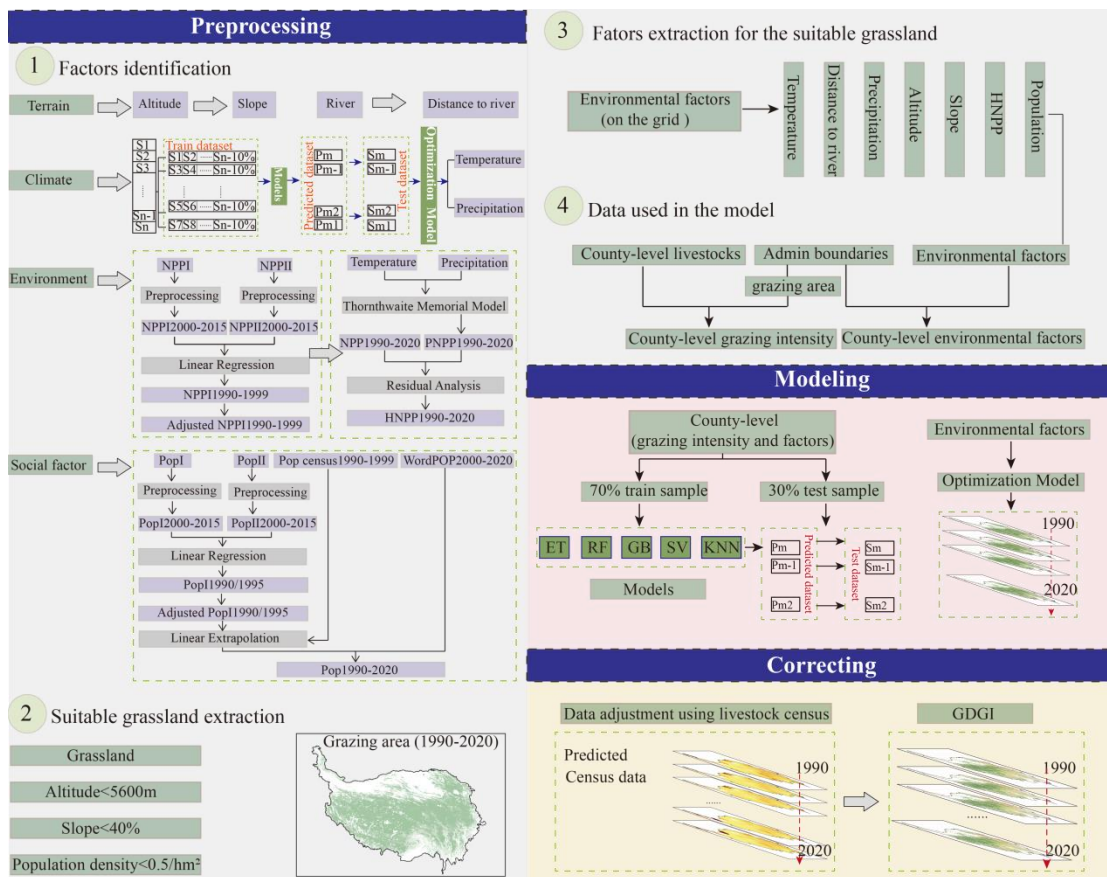 Preprocessing
1 Factors identification
Terrain
Altitude
Slope
River
Distance to river
Climate
S1
S2
S3
Sn-1
Sn
Train dataset
S1S2 ······ Sn-10%
S3S4 ······ Sn-10%
S5S6 ······ Sn-10%
S7S8 ······ Sn-10%
Models
Predicted dataset
Pm
Pm-1
Pm2
Pm1
Sm
Sm-1
Sm2
Sm1
Test dataset
Optimization Model
Temperature
Precipitation
Environment
NPPI
NPPII
Preprocessing
Preprocessing
NPPI2000-2015
NPPII2000-2015
Linear Regression
NPPI1990-1999
Adjusted NPPI1990-1999
Temperature
Precipitation
Thornthwaite Memorial Model
NPP1990-2020
PNPP1990-2020
Residual Analysis
HNPP1990-2020
Social factor
PopI
PopII
Pop census1990-1999
WordPOP2000-2020
Preprocessing
Preprocessing
PopI2000-2015
PopII2000-2015
Linear Regression
PopI1990/1995
Adjusted PopI1990/1995
Linear Extrapolation
Pop1990-2020
2 Suitable grassland extraction
Grassland
Altitude<5600m
Slope<40%
Population density<0.5/hm²
Grazing area (1990-2020)
3 Fators extraction for the suitable grassland
Environmental factors
(on the grid )
Temperature
Distance to river
Precipitation
Altitude
Slope
HNPP
Population
4 Data used in the model
County-level livestocks
Admin boundaries
Environmental factors
grazing area
County-level grazing intensity
County-level environmental factors
Modeling
County-level
(grazing intensity and factors)
70% train sample
30% test sample
ET
RF
GB
SV
KNN
Models
Pm
Pm-1
Pm2
Predicted dataset
Test dataset
Sm
Sm-1
Sm2
Environmental factors
Optimization Model
1990
2020
Correcting
Data adjustment using livestock census
GDGI
Predicted
Census data
1990
......
2020
1990
......
2020